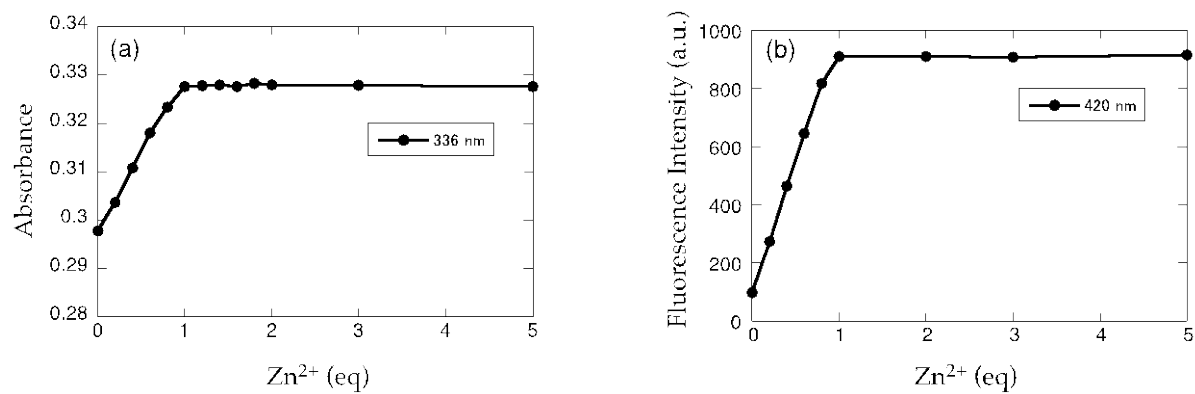 (a)
0.34
0.33
0.32
0.31
0.3
0.29
0.28
Absorbance
336 nm
0 1 2 3 4 5
Zn²⁺ (eq)
(b)
1000
800
600
400
200
0
Fluorescence Intensity (a.u.)
420 nm
0 1 2 3 4 5
Zn²⁺ (eq)